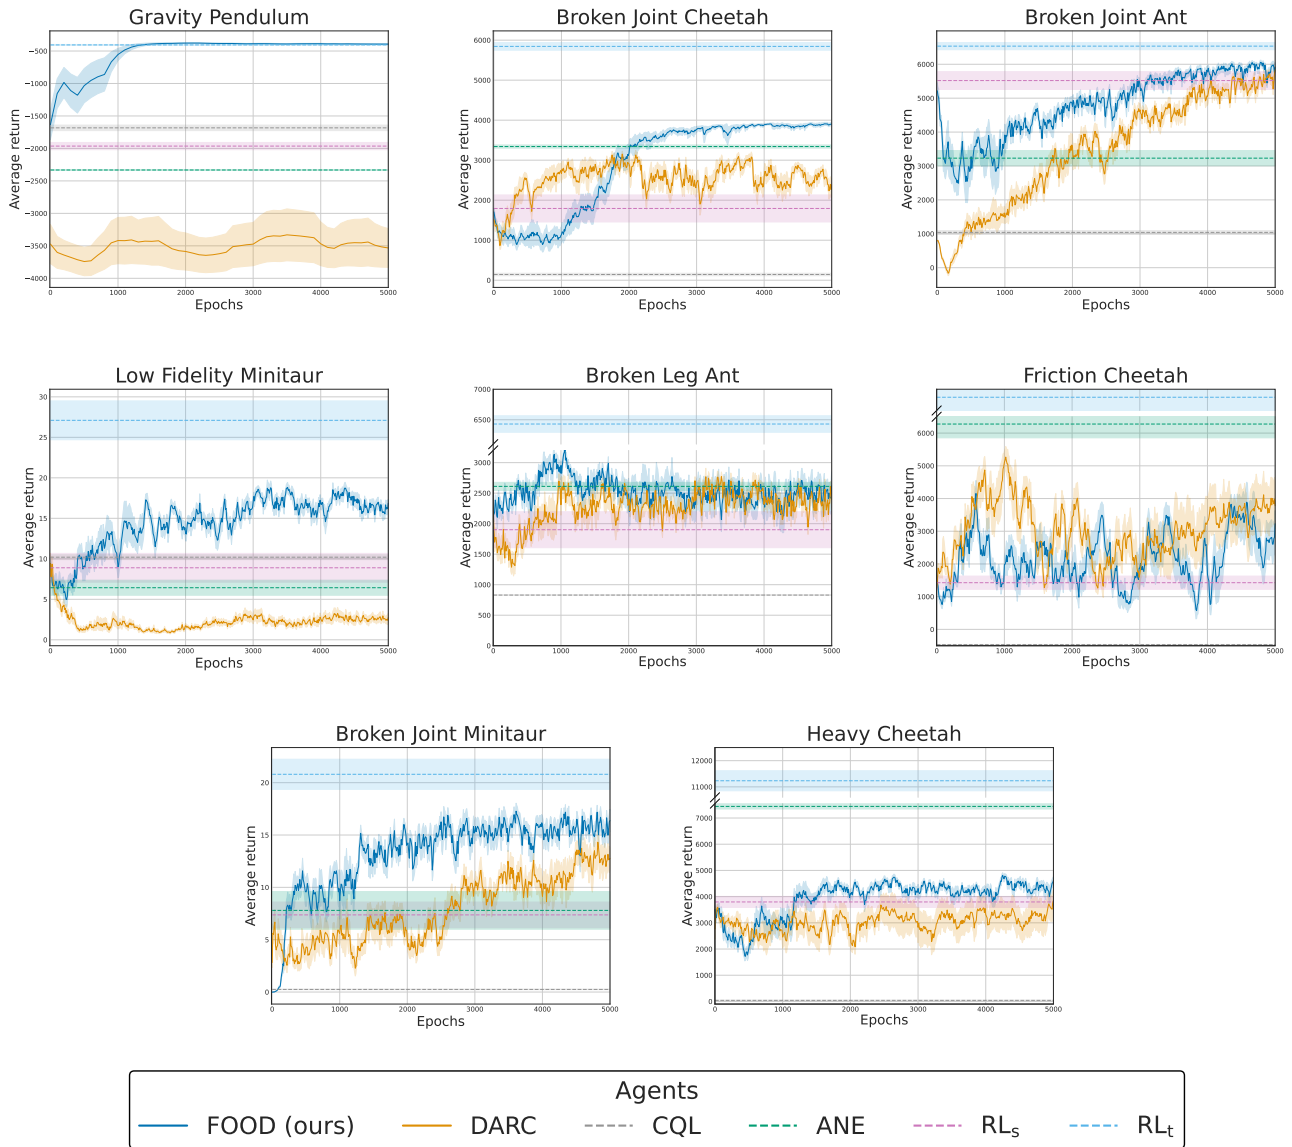 Gravity Pendulum
Average return
−500
−1000
−1500
−2000
−2500
−3000
−3500
−4000
0 1000 2000 3000 4000 5000
Epochs
Broken Joint Cheetah
Average return
6000
5000
4000
3000
2000
1000
0
0 1000 2000 3000 4000 5000
Epochs
Broken Joint Ant
Average return
6000
5000
4000
3000
2000
1000
0
0 1000 2000 3000 4000 5000
Epochs
Low Fidelity Minitaur
Average return
30
25
20
15
10
5
0
0 1000 2000 3000 4000 5000
Epochs
Broken Leg Ant
Average return
7000
6500
3000
2500
2000
1500
1000
500
0
0 1000 2000 3000 4000 5000
Epochs
Friction Cheetah
Average return
6000
5000
4000
3000
2000
1000
0
0 1000 2000 3000 4000 5000
Epochs
Broken Joint Minitaur
Average return
20
15
10
5
0
0 1000 2000 3000 4000 5000
Epochs
Heavy Cheetah
Average return
12000
11000
7000
6000
5000
4000
3000
2000
1000
0
0 1000 2000 3000 4000 5000
Epochs
Agents
FOOD (ours) DARC CQL ANE RLs RLt